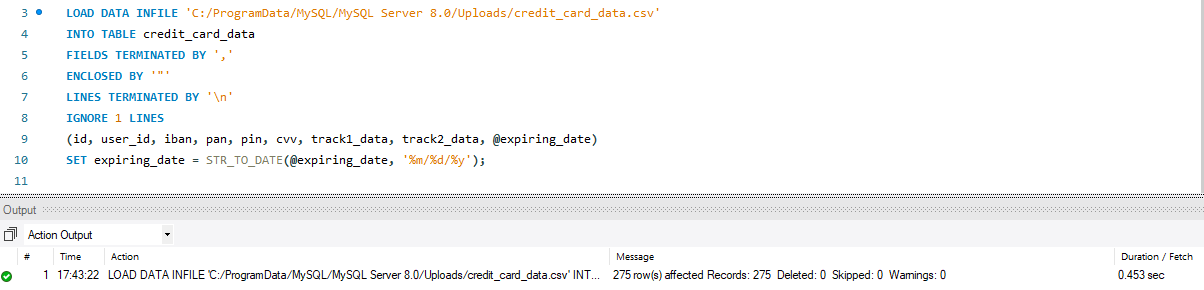 3 LOAD DATA INFILE 'C:/ProgramData/MySQL/MySQL Server 8.0/Uploads/credit_card_data.csv'
4 INTO TABLE credit_card_data
5 FIELDS TERMINATED BY ','
6 ENCLOSED BY '"'
7 LINES TERMINATED BY '\n'
8 IGNORE 1 LINES
9 (id, user_id, iban, pan, pin, cvv, track1_data, track2_data, @expiring_date)
10 SET expiring_date = STR_TO_DATE(@expiring_date, '%m/%d/%y');
11
Output
Action Output
# Time Action Message Duration / Fetch
1 17:43:22 LOAD DATA INFILE 'C:/ProgramData/MySQL/MySQL Server 8.0/Uploads/credit_card_data.csv' INT... 275 row(s) affected Records: 275 Deleted: 0 Skipped: 0 Warnings: 0 0.453 sec